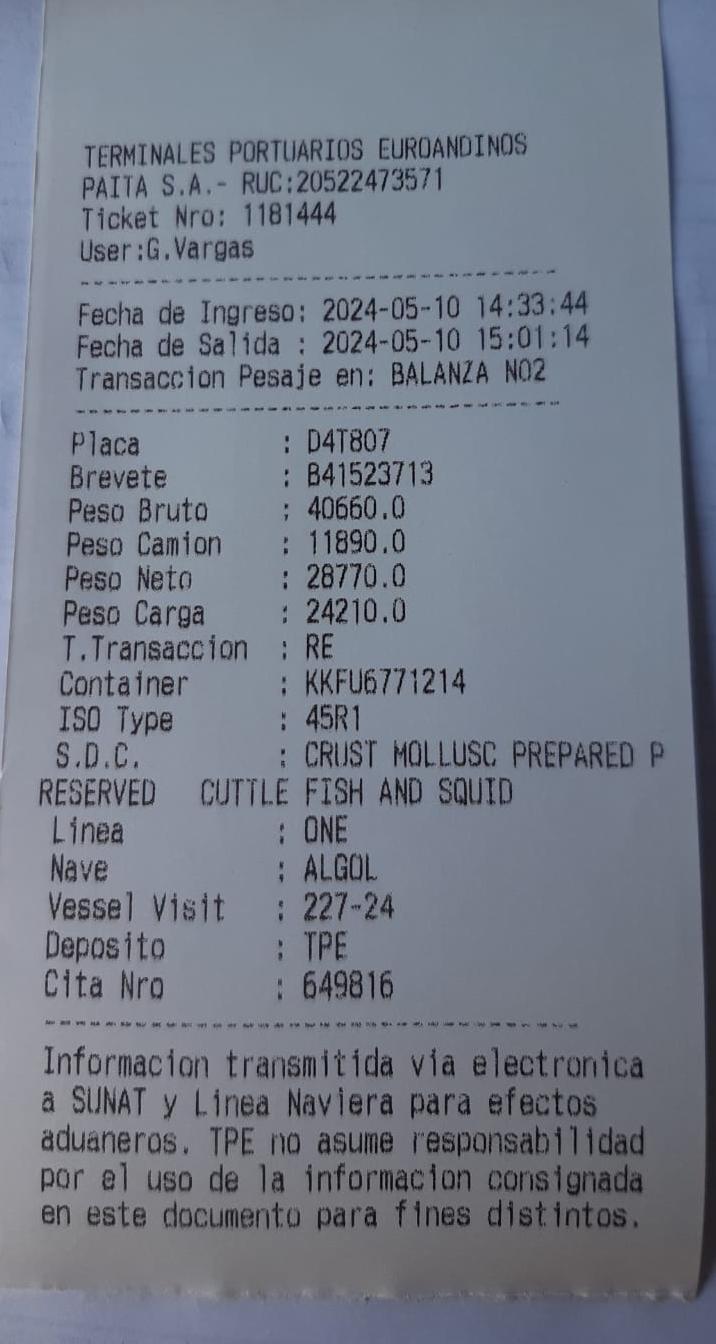 TERMINALES PORTUARIOS EUROANDINOS
PAITA S.A.- RUC:20522473571
Ticket Nro: 1181444
User:G.Vargas
Fecha de Ingreso: 2024-05-10 14:33:44
Fecha de Salida : 2024-05-10 15:01:14
Transaccion Pesaje en: BALANZA NO2
Placa : D4T807
Brevete : B41523713
Peso Bruto : 40660.0
Peso Camion : 11890.0
Peso Neto : 28770.0
Peso Carga : 24210.0
T.Transaccion : RE
Container : KKFU6771214
ISO Type : 45R1
S.D.C. : CRUST MOLLUSC PREPARED P
RESERVED CUTTLE FISH AND SQUID
Linea : ONE
Nave : ALGOL
Vessel Visit : 227-24
Deposito : TPE
Cita Nro : 649816
Informacion transmitida via electronica
a SUNAT y Linea Naviera para efectos
aduaneros. TPE no asume responsabilidad
por el uso de la informacion consignada
en este documento para fines distintos.